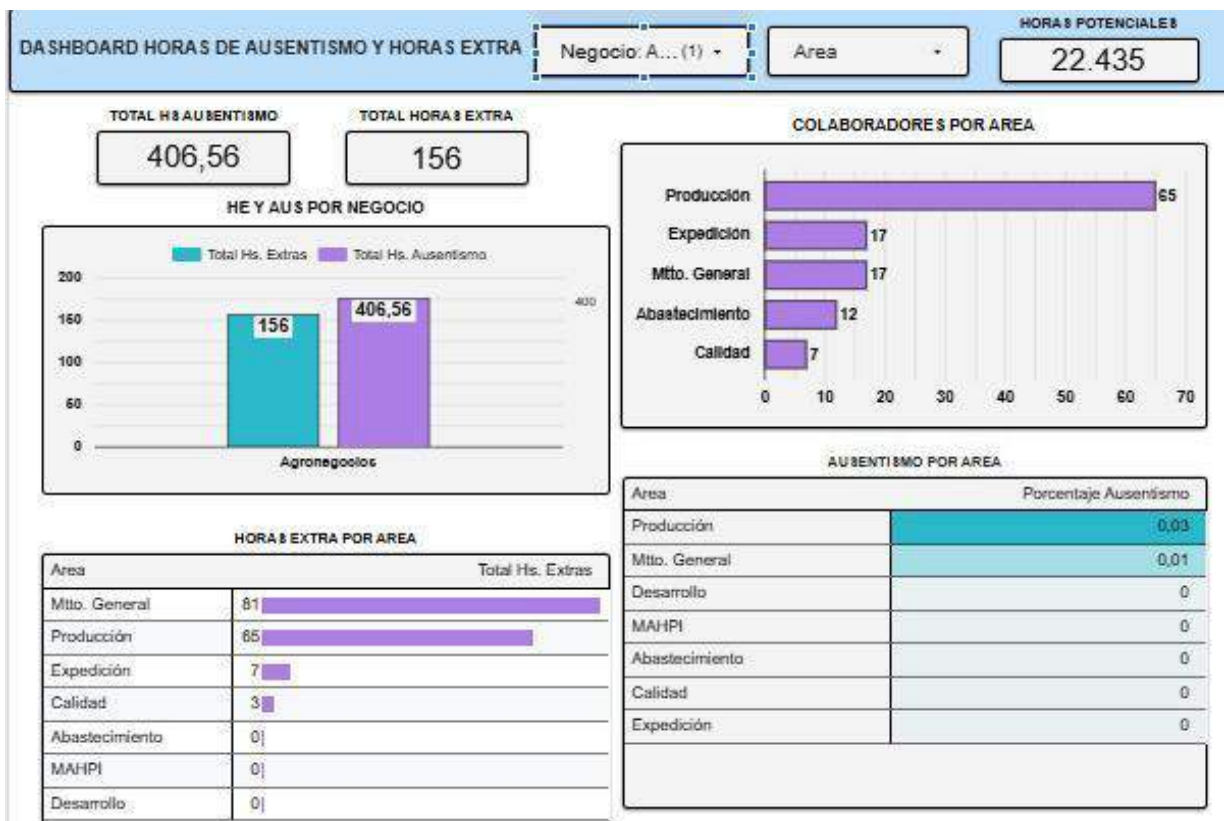 DASHBOARD HORAS DE AUSENTISMO Y HORAS EXTRA
Negocio: A... (1)
Area
HORAS POTENCIALES
22.435
TOTAL HS AUSENTISMO
406,56
TOTAL HORAS EXTRA
156
HE Y AUS POR NEGOCIO
Total Hs. Extras
Total Hs. Ausentismo
200
150
100
50
0
400
156
406,56
Agronegocios
COLABORADORES POR AREA
Producción 65
Expedición 17
Mtto. General 17
Abastecimiento 12
Calidad 7
0 10 20 30 40 50 60 70
HORAS EXTRA POR AREA
Area Total Hs. Extras
Mtto. General 81
Producción 65
Expedición 7
Calidad 3
Abastecimiento 0
MAHPI 0
Desarrollo 0
AUSENTISMO POR AREA
Area Porcentaje Ausentismo
Producción 0,03
Mtto. General 0,01
Desarrollo 0
MAHPI 0
Abastecimiento 0
Calidad 0
Expedición 0